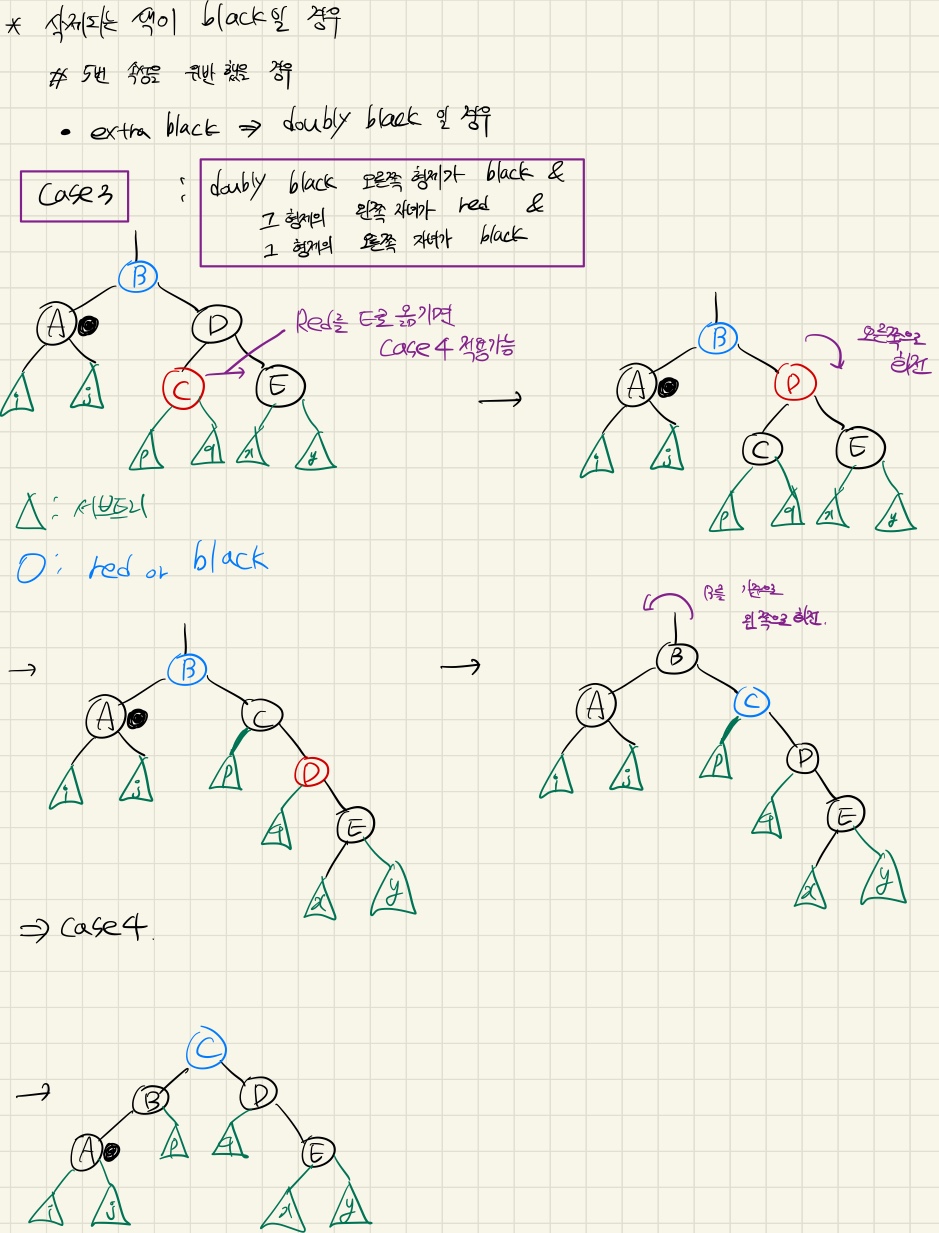 * 삭제되는 색이 black일 경우
# 5번 속성을 위반 했을 경우
• extra black ⇒ doubly black 일 경우
Case3 : doubly black 오른쪽 형제가 black &
그 형제의 왼쪽 자녀가 red &
그 형제의 오른쪽 자녀가 black
B
A D
Red를 E로 옮기면
Case 4 적용가능
C E
i j
p q x y
→
B
오른쪽으로
회전
A D
C E
i j
p q x y
△ : 서브트리
O : red or black
→
B
A C
i j p D
q E
x y
→
B를 기준으로
왼쪽으로 회전.
B
A C
i j p D
q E
x y
⇒ Case4.
→
C
B D
A p q E
i j x y